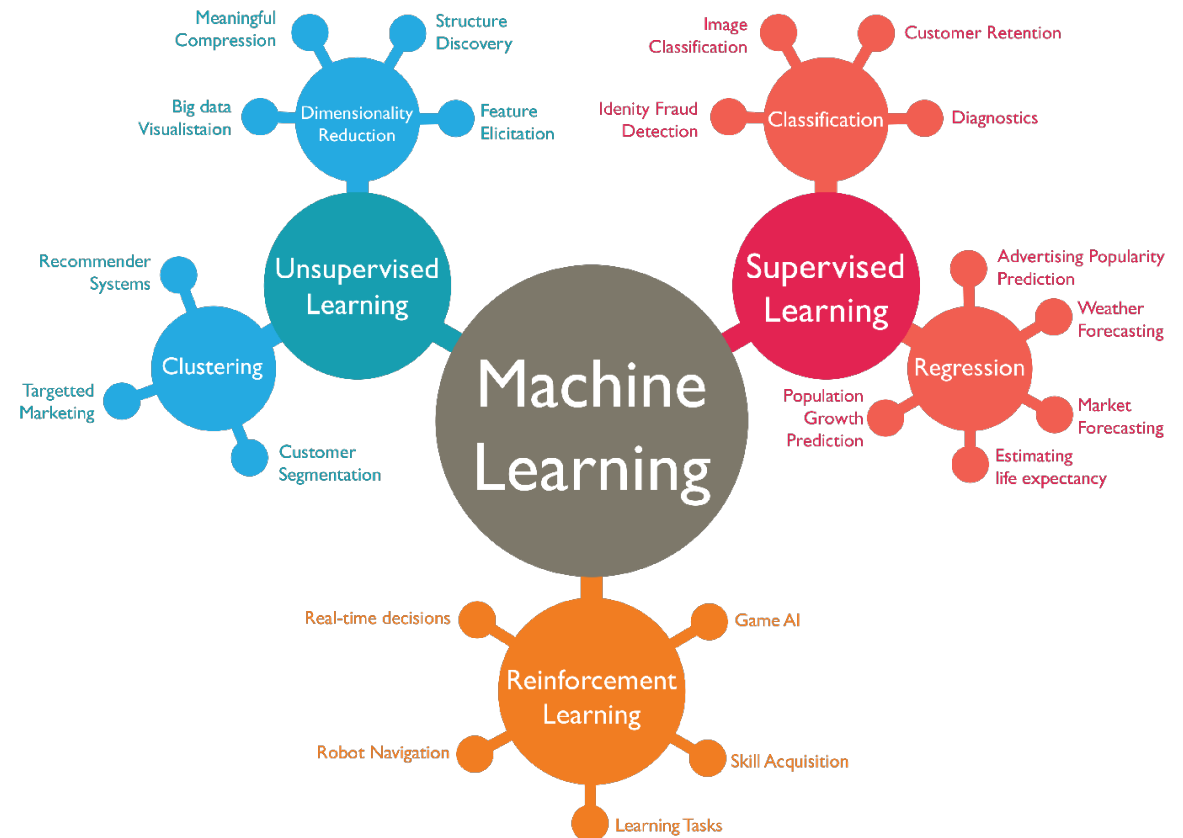 Meaningful
Compression
Structure
Discovery
Big data
Visualistaion
Dimensionality
Reduction
Feature
Elicitation
Image
Classification
Customer Retention
Idenity Fraud
Detection
Classification
Diagnostics
Unsupervised
Learning
Supervised
Learning
Recommender
Systems
Clustering
Targetted
Marketing
Customer
Segmentation
Machine
Learning
Advertising Popularity
Prediction
Weather
Forecasting
Regression
Population
Growth
Prediction
Market
Forecasting
Estimating
life expectancy
Real-time decisions
Game AI
Reinforcement
Learning
Robot Navigation
Skill Acquisition
Learning Tasks